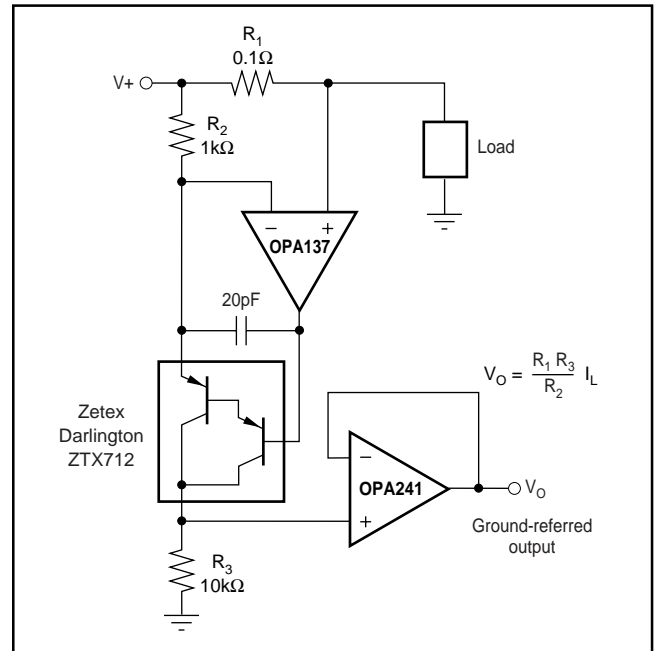 R1
0.1Ω
V+
R2
1kΩ
Load
− +
OPA137
20pF
VO = R1 R3 / R2 IL
Zetex
Darlington
ZTX712
−
OPA241
+
VO
Ground-referred
output
R3
10kΩ